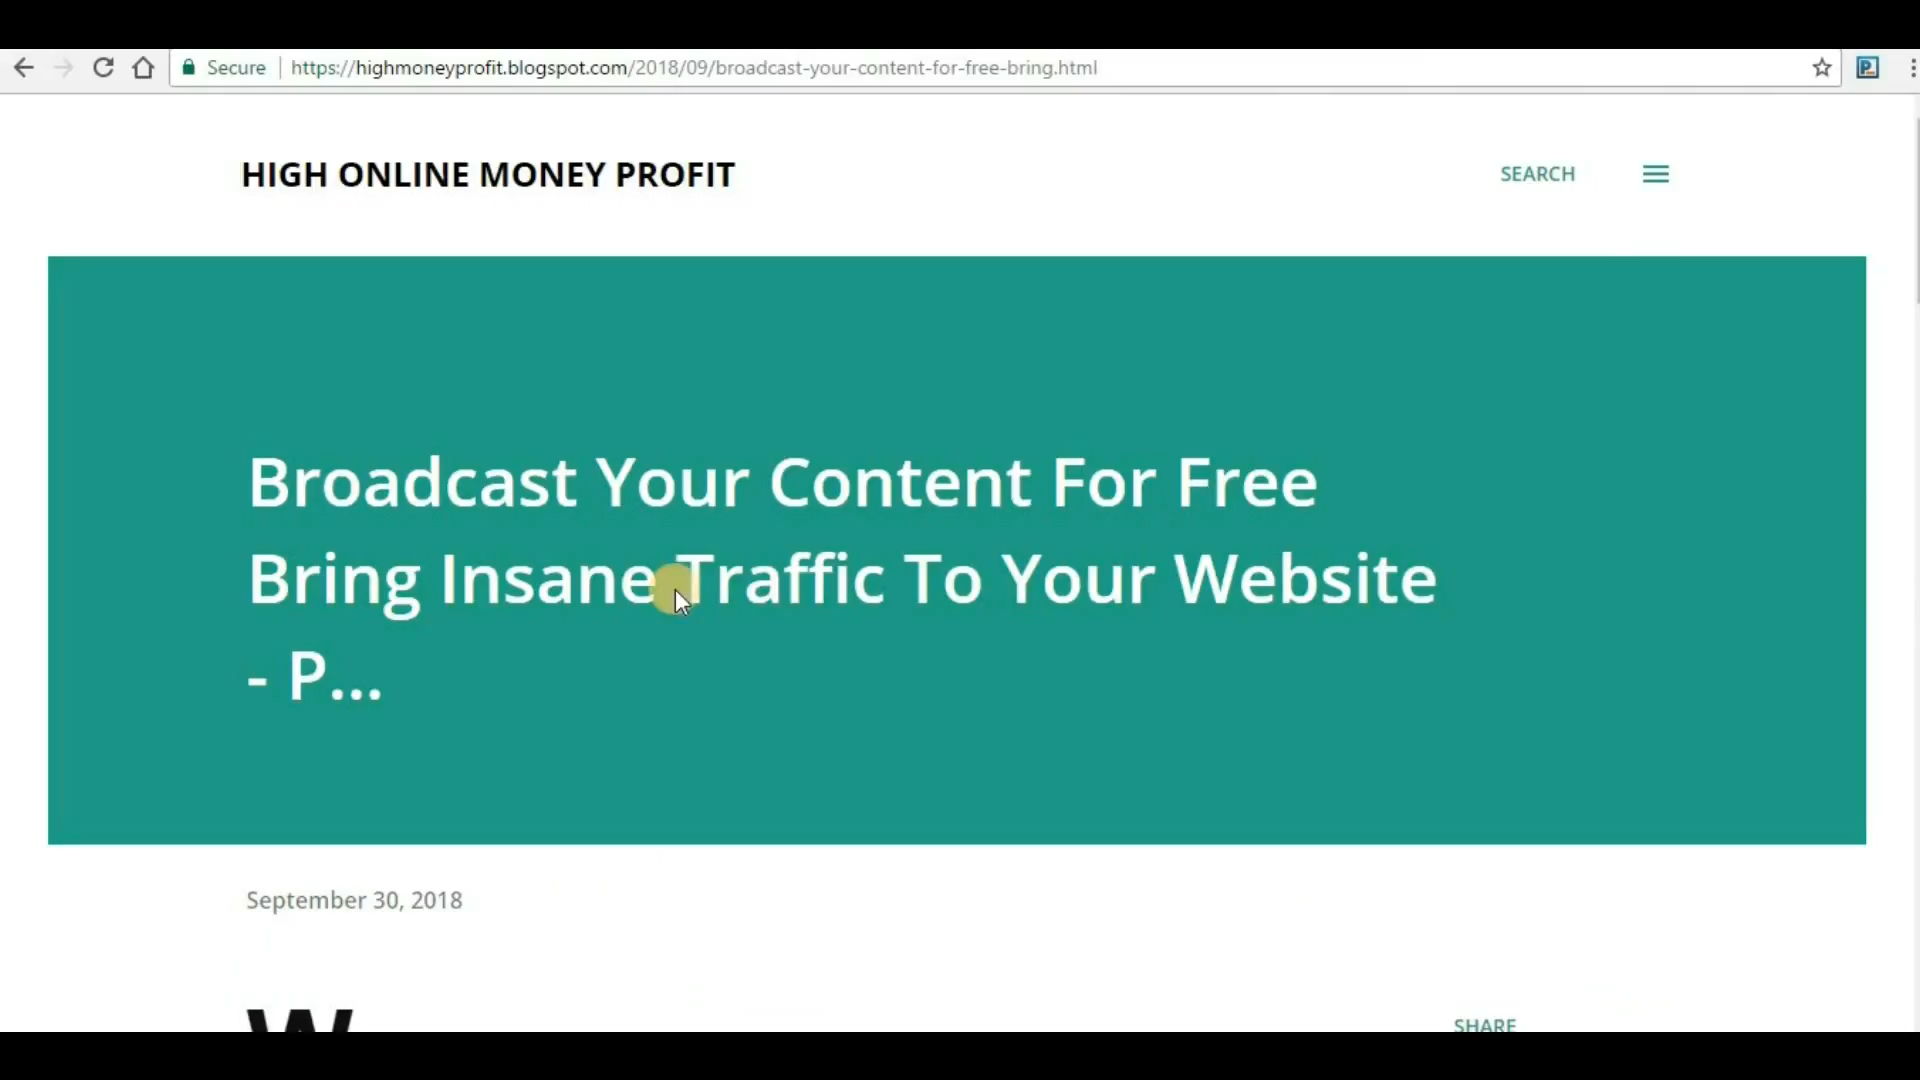 Secure https://highmoneyprofit.blogspot.com/2018/09/broadcast-your-content-for-free-bring.html
HIGH ONLINE MONEY PROFIT
SEARCH
Broadcast Your Content For Free
Bring Insane Traffic To Your Website
- P...
September 30, 2018
W
SHARE